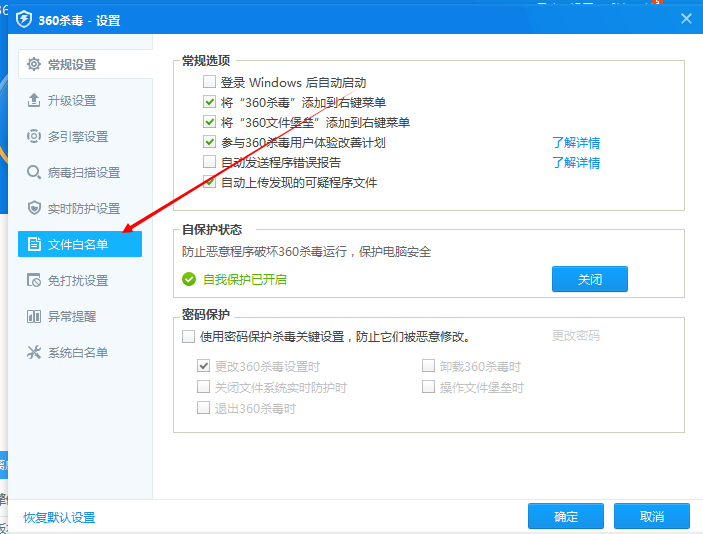 360杀毒 - 设置
常规设置
升级设置
多引擎设置
病毒扫描设置
实时防护设置
文件白名单
免打扰设置
异常提醒
系统白名单
常规选项
登录 Windows 后自动启动
将“360杀毒”添加到右键菜单
将“360文件堡垒”添加到右键菜单
参与360杀毒用户体验改善计划 了解详情
自动发送程序错误报告 了解详情
自动上传发现的可疑程序文件
自保护状态
防止恶意程序破坏360杀毒运行，保护电脑安全
自我保护已开启 关闭
密码保护
使用密码保护杀毒关键设置，防止它们被恶意修改。 更改密码
更改360杀毒设置时 卸载360杀毒时
关闭文件系统实时防护时 操作文件堡垒时
退出360杀毒时
恢复默认设置 确定 取消